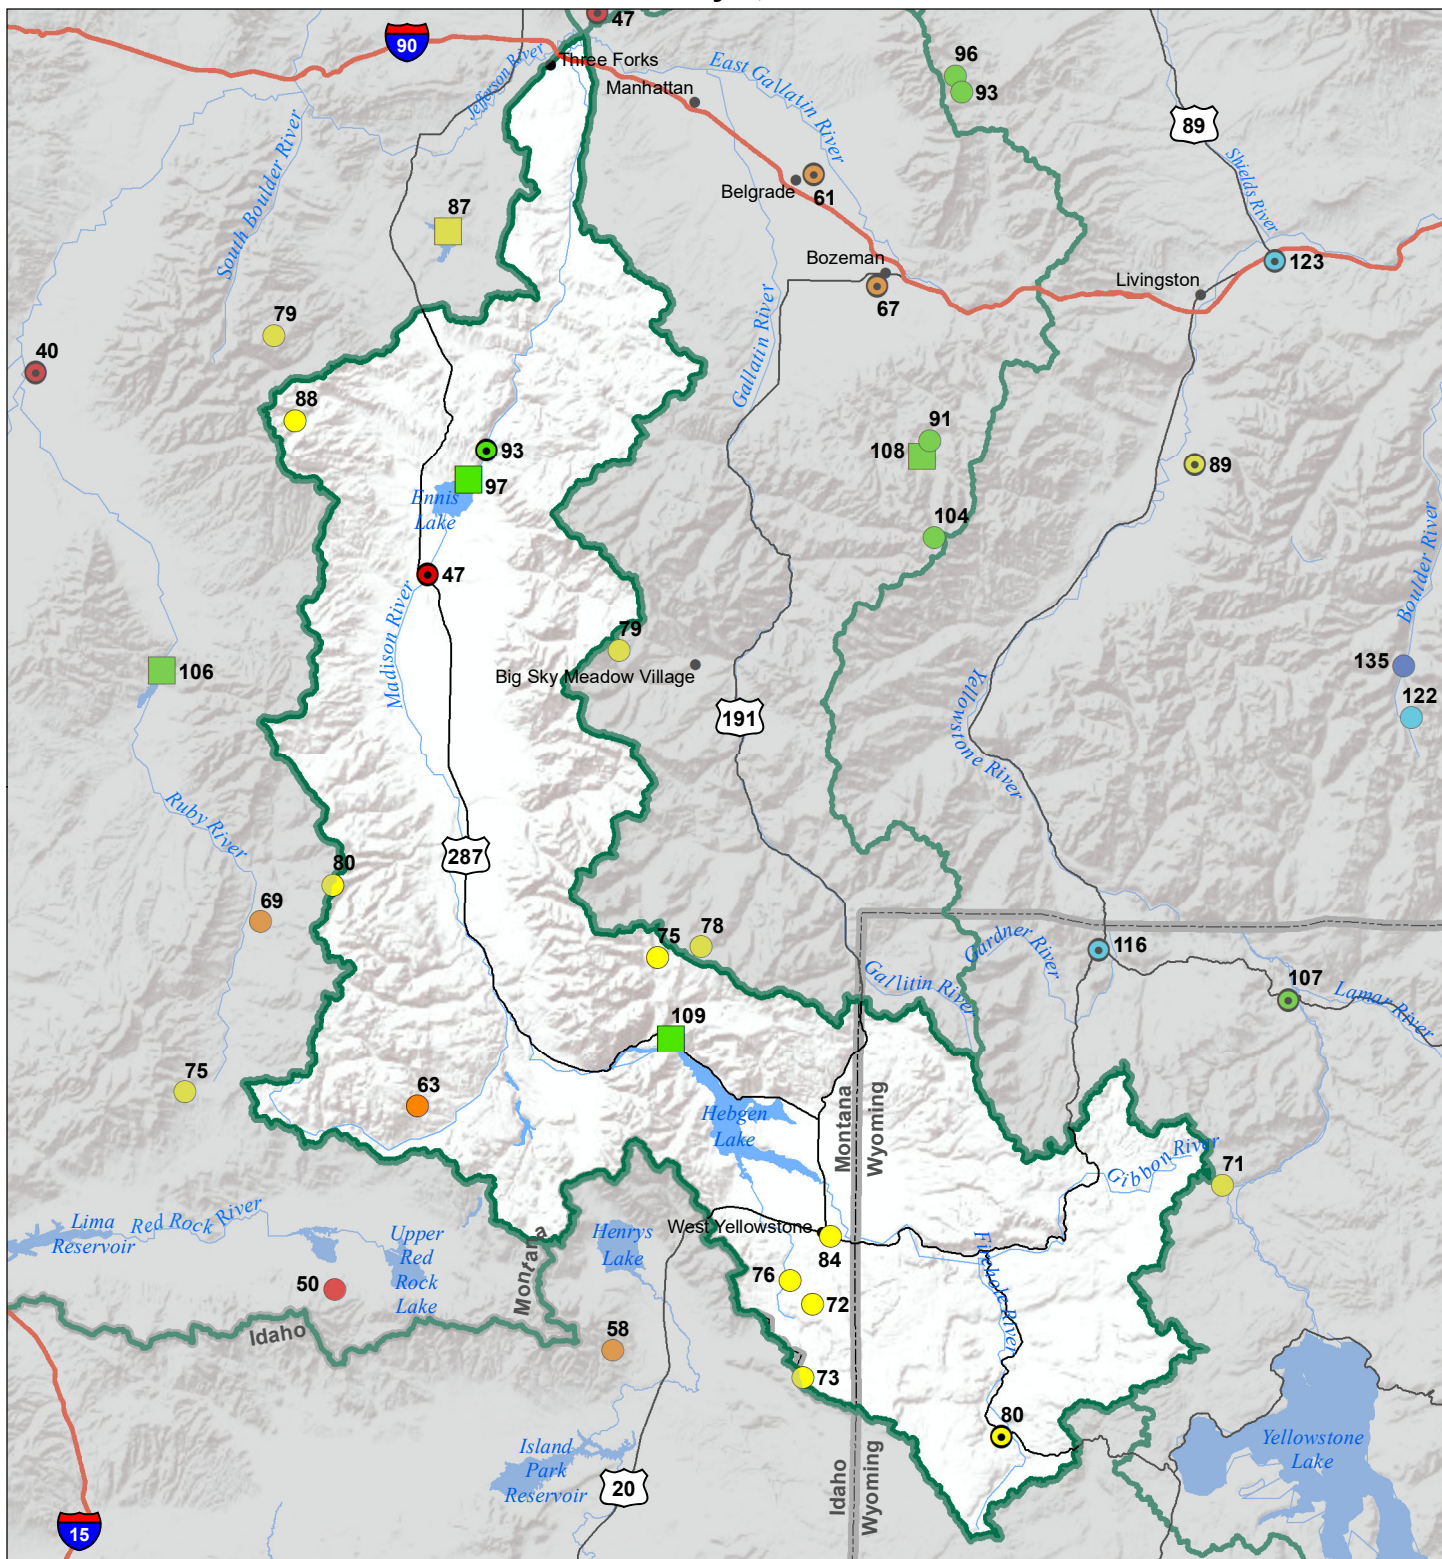 47
90
Jefferson River
Three Forks
East Gallatin River
96
93
Manhattan
89
South Boulder River
Shields River
Belgrade
61
87
Bozeman
67
Livingston
123
Gallatin River
79
40
88
93
97
91
108
89
Ennis
Lake
104
Boulder River
47
Madison River
79
Big Sky Meadow Village
135
106
122
191
Yellowstone River
Ruby River
287
80
69
75
78
Gardner River
116
Gallitin River
107
Lamar River
109
75
63
Hebgen
Lake
Montana
Wyoming
Gibbon River
71
Lima
Reservoir
Red Rock River
Upper
Red
Rock
Lake
Montana
Henrys
Lake
West Yellowstone
84
Firehole River
76
72
50
Idaho
58
73
80
Yellowstone
Lake
Island
Park
Reservoir
20
Idaho
Wyoming
15